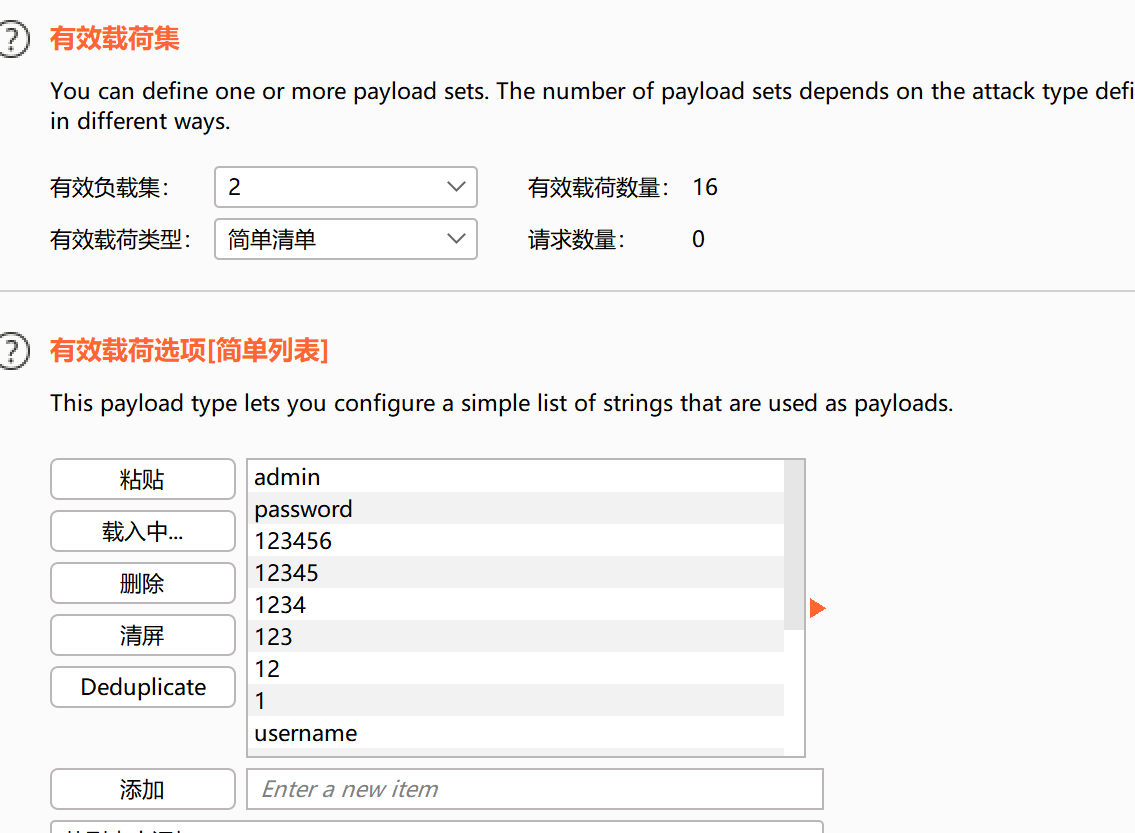 有效载荷集
You can define one or more payload sets. The number of payload sets depends on the attack type defi
in different ways.
有效负载集： 2 有效载荷数量： 16
有效载荷类型： 简单清单 请求数量： 0
有效载荷选项[简单列表]
This payload type lets you configure a simple list of strings that are used as payloads.
粘贴
载入中...
删除
清屏
Deduplicate
admin
password
123456
12345
1234
123
12
1
username
添加
Enter a new item